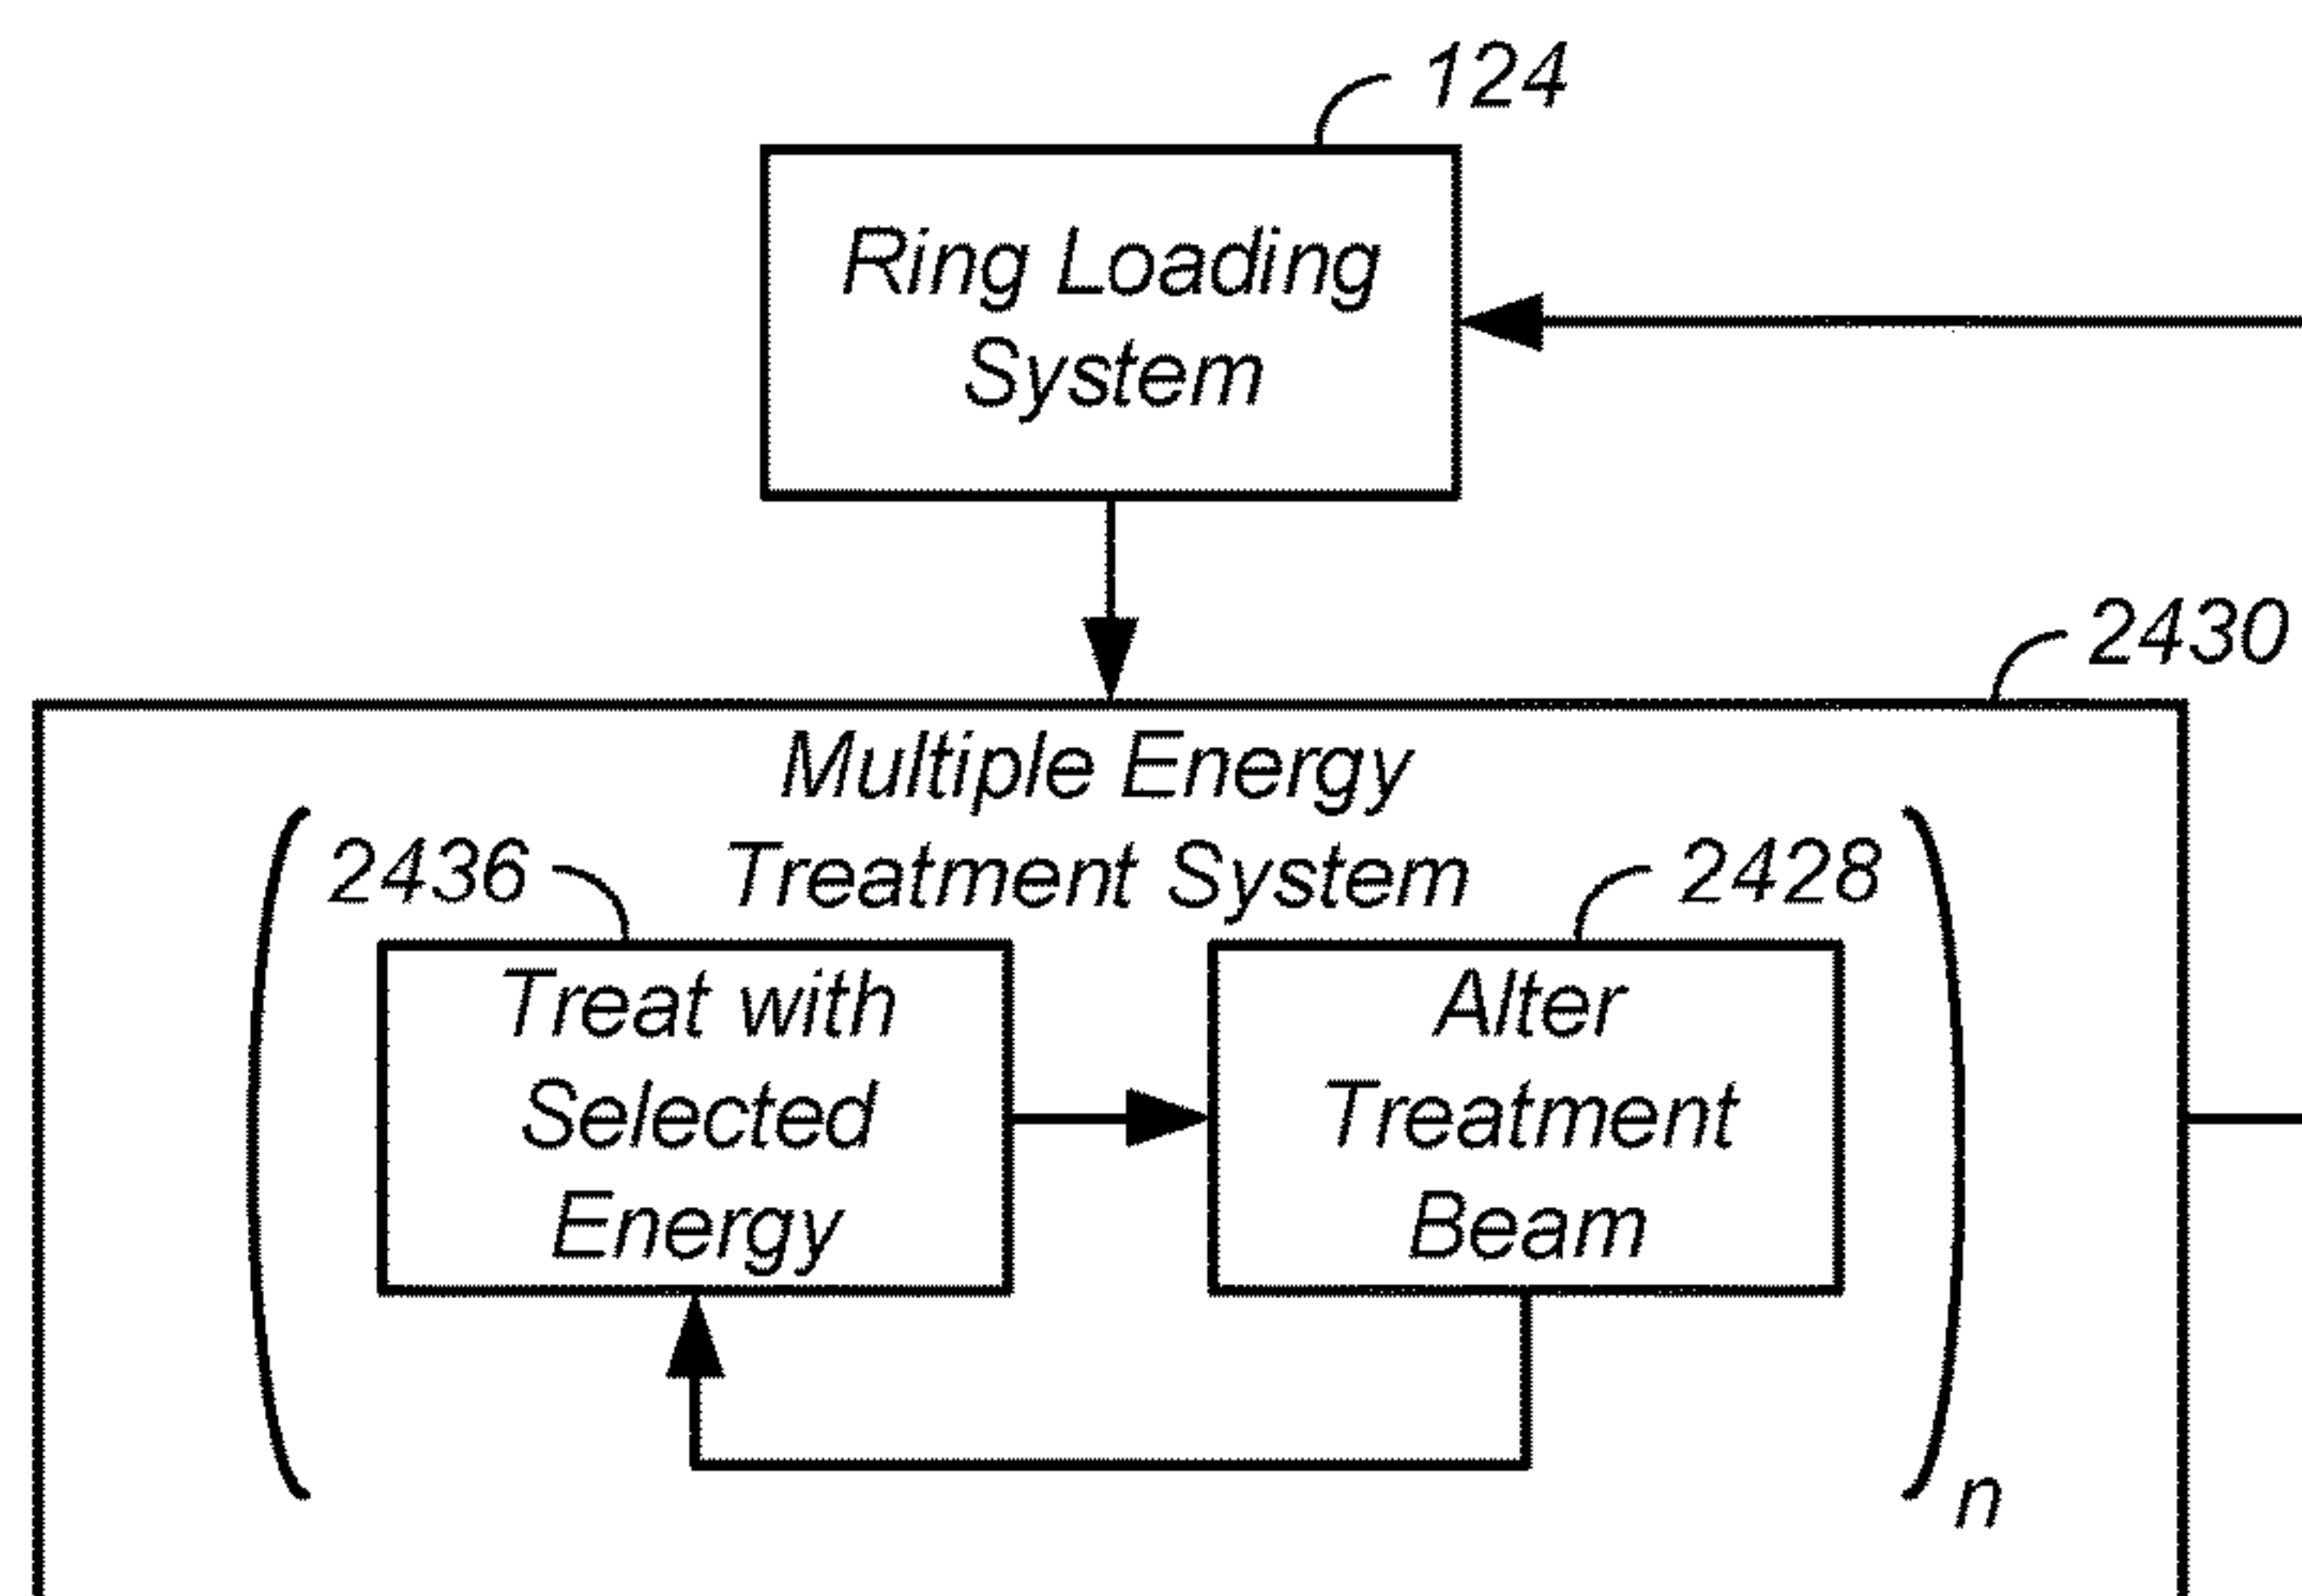 124
Ring Loading
System
2430
Multiple Energy
Treatment System
2436
2428
Treat with
Selected
Energy
Alter
Treatment
Beam
n